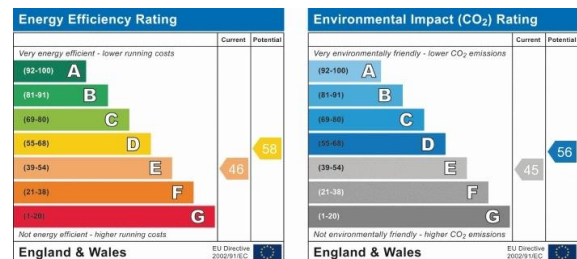 Energy Efficiency Rating
Current Potential
Very energy efficient - lower running costs
(92-100) A
(81-91) B
(69-80) C
(55-68) D
58
(39-54) E
46
(21-38) F
(1-20) G
Not energy efficient - higher running costs
England & Wales
EU Directive
2002/91/EC
Environmental Impact (CO2) Rating
Current Potential
Very environmentally friendly - lower CO2 emissions
(92-100) A
(81-91) B
(69-80) C
(55-68) D
56
(39-54) E
45
(21-38) F
(1-20) G
Not environmentally friendly - higher CO2 emissions
England & Wales
EU Directive
2002/91/EC